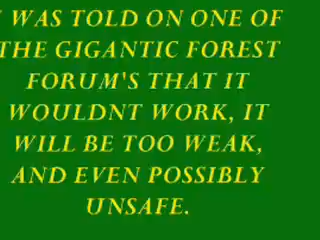 I WAS TOLD ON ONE OF
THE GIGANTIC FOREST
FORUM'S THAT IT
WOULDNT WORK, IT
WILL BE TOO WEAK,
AND EVEN POSSIBLY
UNSAFE.